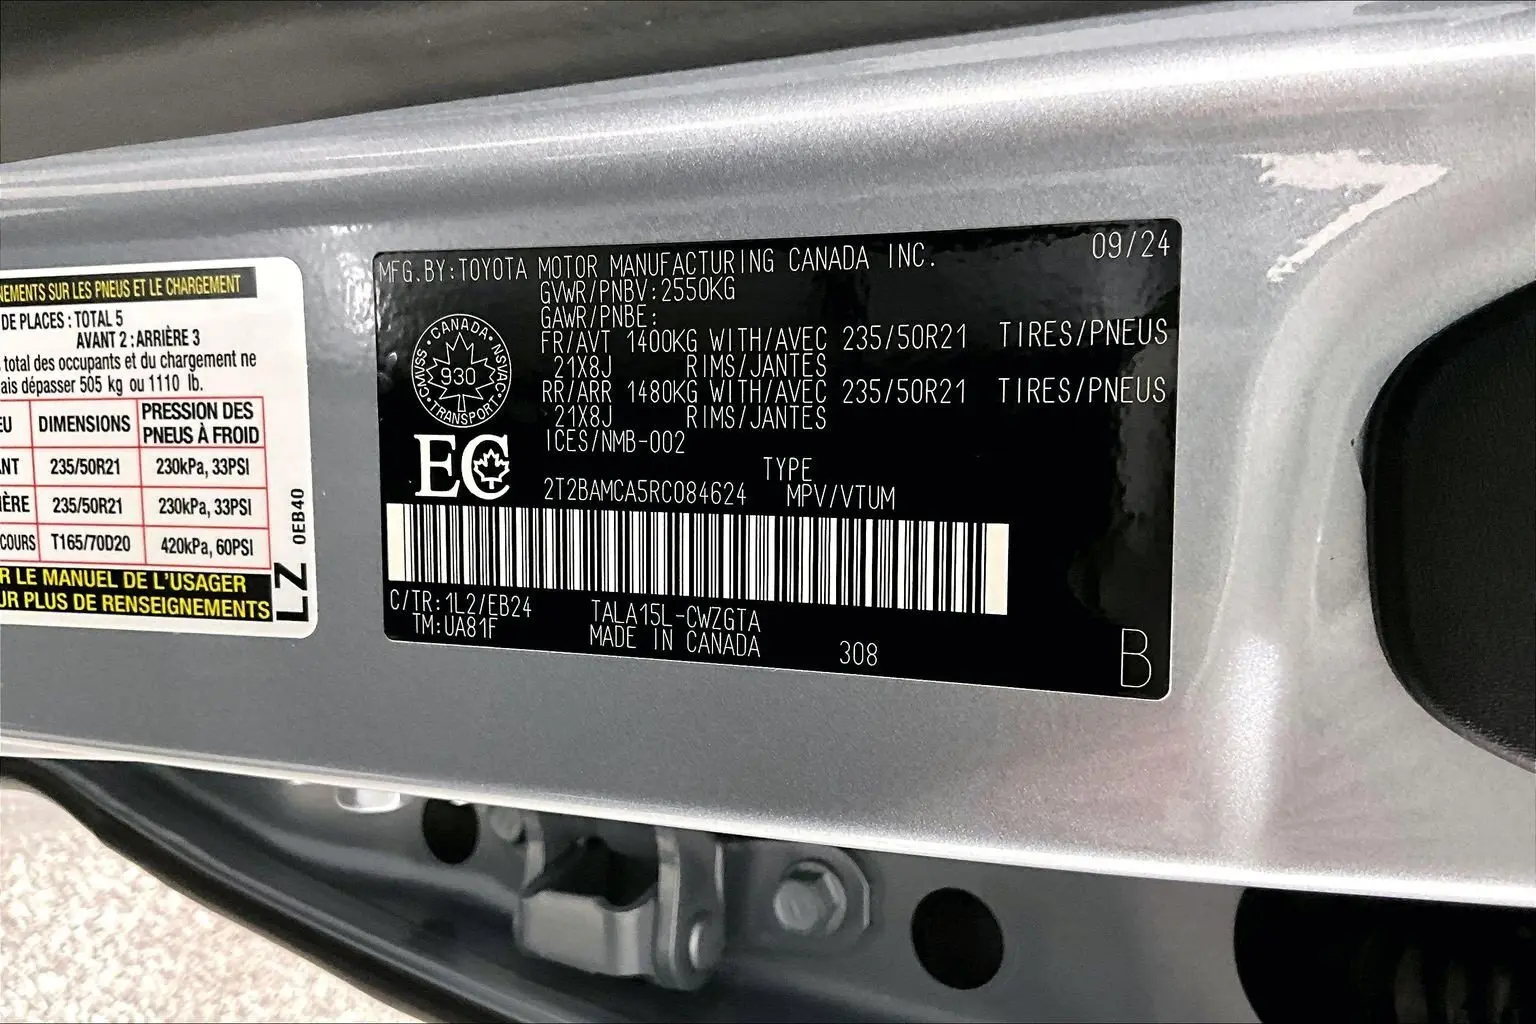 NEMENTS SUR LES PNEUS ET LE CHARGEMENT
DE PLACES : TOTAL 5
AVANT 2 : ARRIÈRE 3
total des occupants et du chargement ne
ais dépasser 505 kg ou 1110 lb.
EU DIMENSIONS PRESSION DES PNEUS À FROID
NT 235/50R21 230kPa, 33PSI
IÈRE 235/50R21 230kPa, 33PSI
COURS T165/70D20 420kPa, 60PSI
R LE MANUEL DE L'USAGER
UR PLUS DE RENSEIGNEMENTS
LZ 0EB40
MFG.BY:TOYOTA MOTOR MANUFACTURING CANADA INC. 09/24
GVWR/PNBV:2550KG
GAWR/PNBE:
FR/AVT 1400KG WITH/AVEC 235/50R21 TIRES/PNEUS
21X8J RIMS/JANTES
RR/ARR 1480KG WITH/AVEC 235/50R21 TIRES/PNEUS
21X8J RIMS/JANTES
ICES/NMB-002
CANADA • NSVAC • TRANSPORT • CMVSS
930
EC
TYPE
2T2BAMCA5RC084624 MPV/VTUM
C/TR:1L2/EB24 TALA15L-CWZGTA
TM:UA81F MADE IN CANADA 308
B